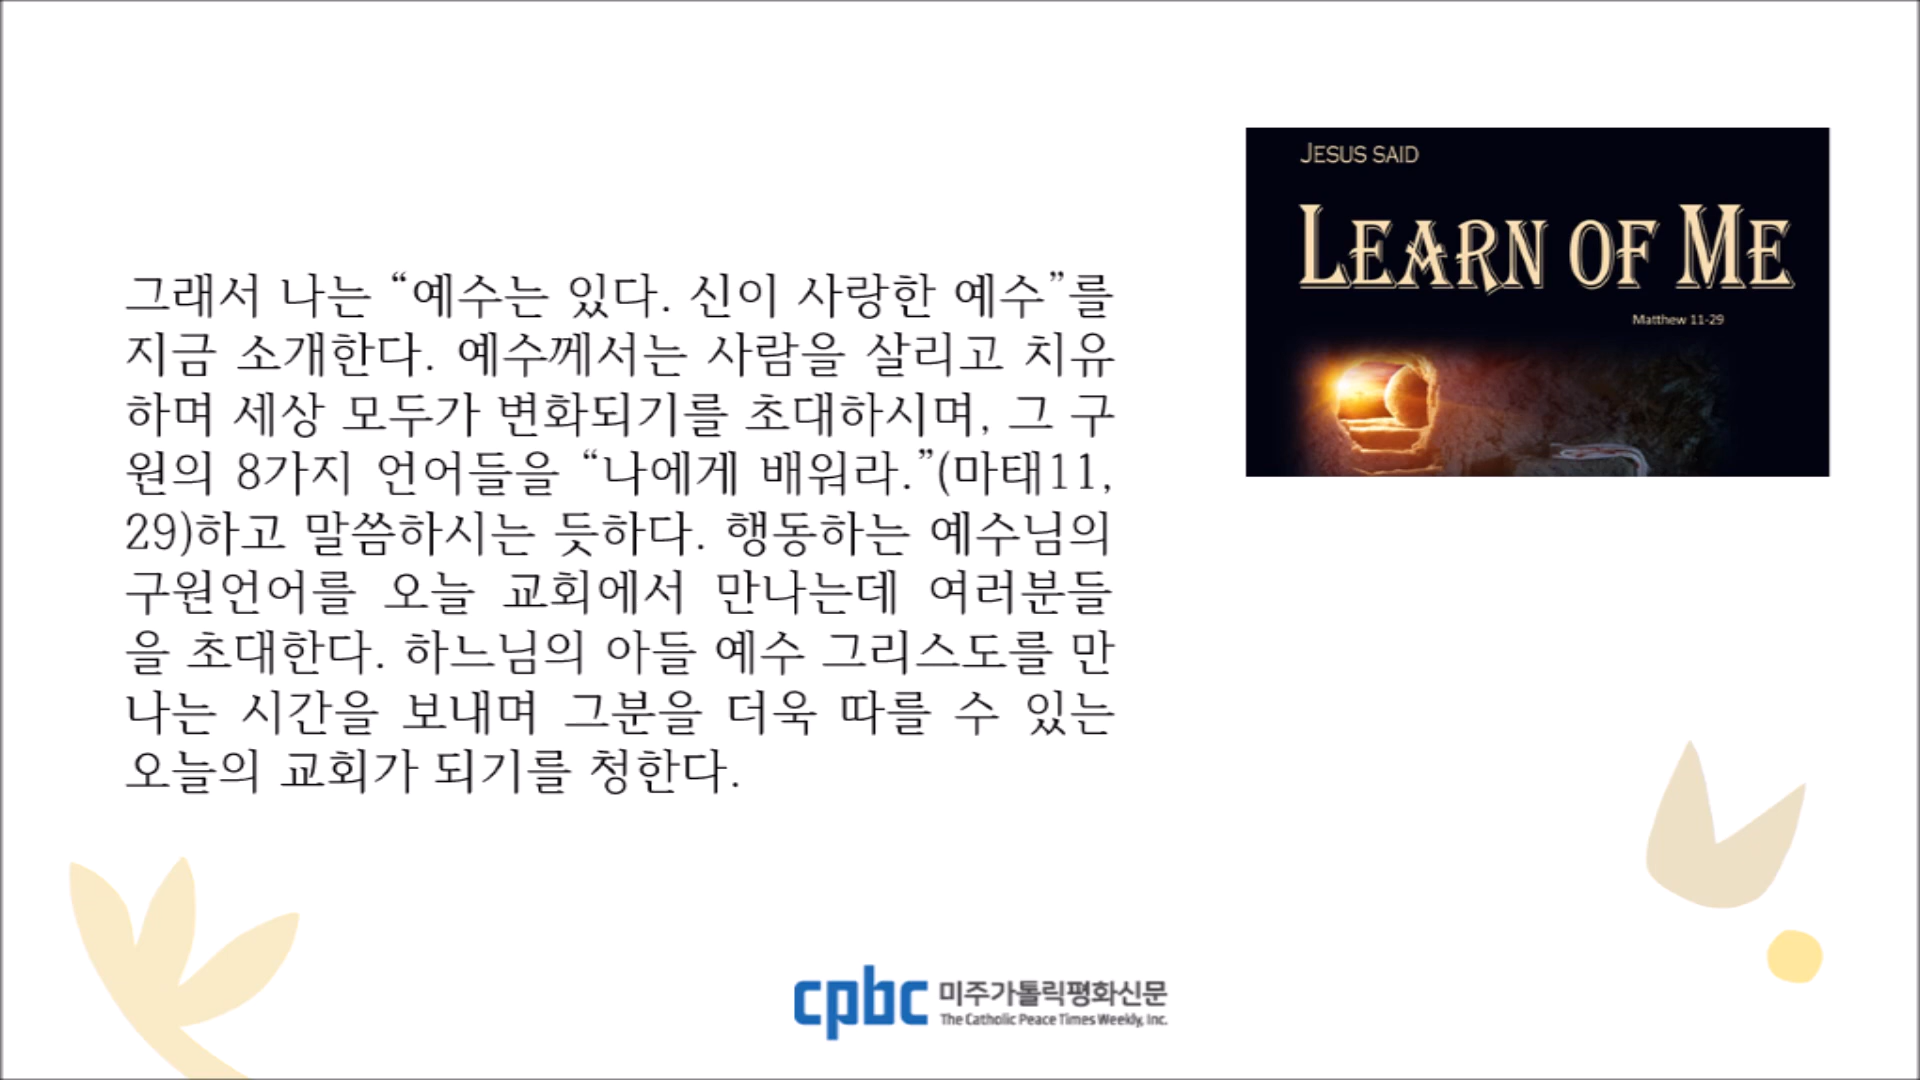 그래서 나는 “예수는 있다. 신이 사랑한 예수”를
지금 소개한다. 예수께서는 사람을 살리고 치유
하며 세상 모두가 변화되기를 초대하시며, 그 구
원의 8가지 언어들을 “나에게 배워라.”(마태11,
29)하고 말씀하시는 듯하다. 행동하는 예수님의
구원언어를 오늘 교회에서 만나는데 여러분들
을 초대한다. 하느님의 아들 예수 그리스도를 만
나는 시간을 보내며 그분을 더욱 따를 수 있는
오늘의 교회가 되기를 청한다.
JESUS SAID
LEARN OF ME
Matthew 11-29
cpbc 미주가톨릭평화신문
The Catholic Peace Times Weekly, Inc.